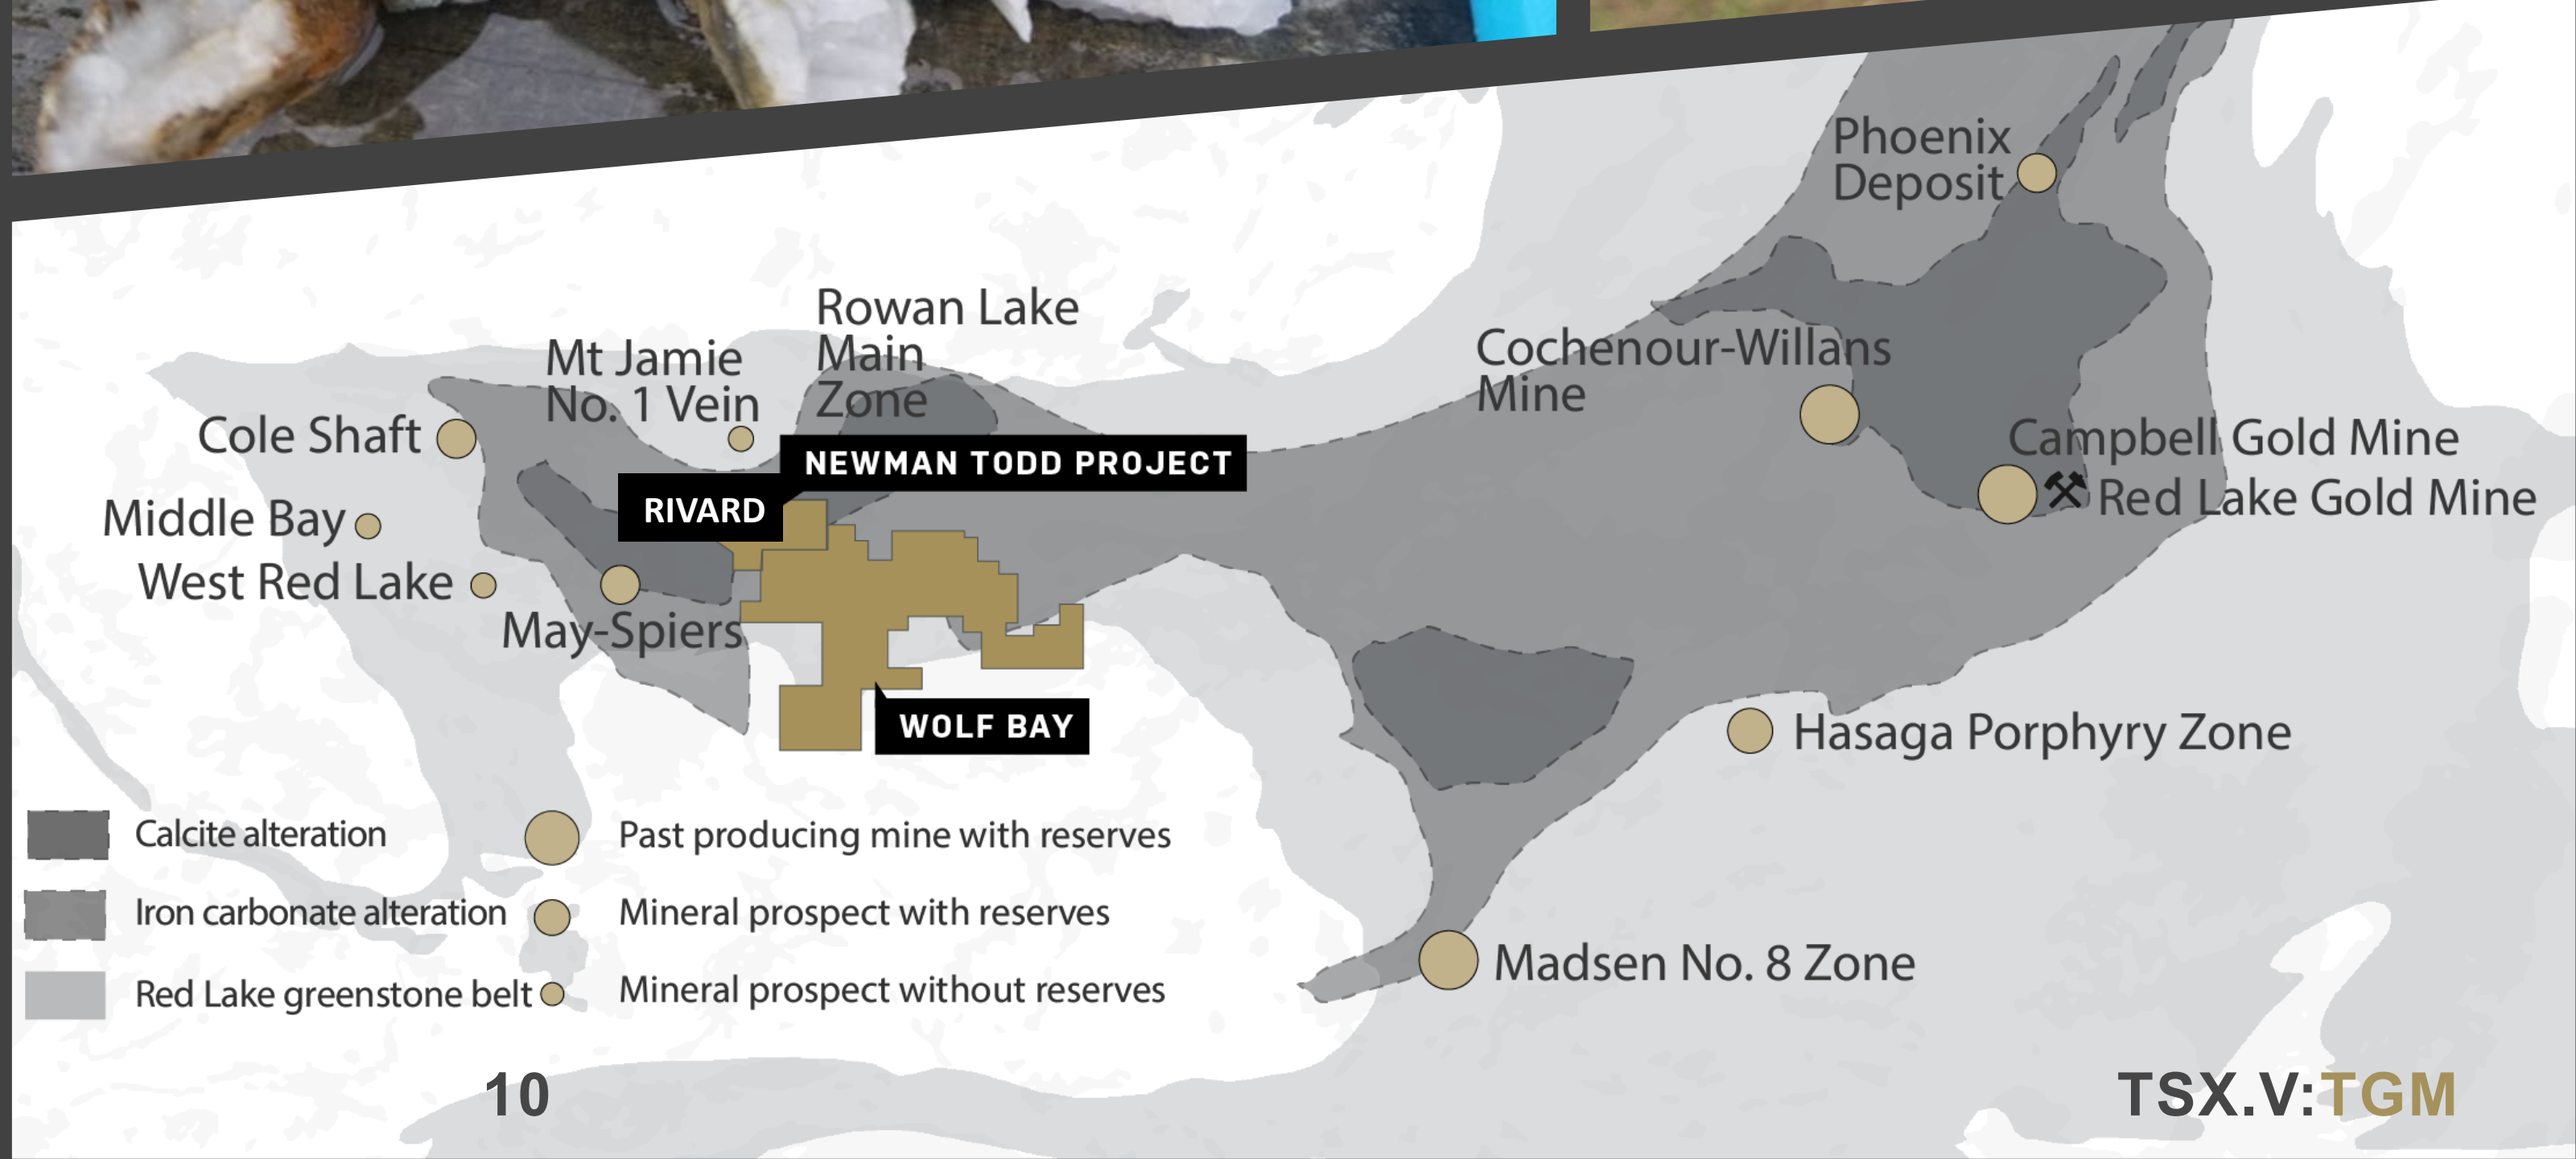 Phoenix
Deposit
Rowan Lake
Main
Zone
Mt Jamie
No. 1 Vein
Cochenour-Willans
Mine
Cole Shaft
Campbell Gold Mine
NEWMAN TODD PROJECT
RIVARD
Red Lake Gold Mine
Middle Bay
West Red Lake
May-Spiers
WOLF BAY
Hasaga Porphyry Zone
Calcite alteration
Past producing mine with reserves
Iron carbonate alteration
Mineral prospect with reserves
Madsen No. 8 Zone
Red Lake greenstone belt
Mineral prospect without reserves
10
TSX.V:TGM